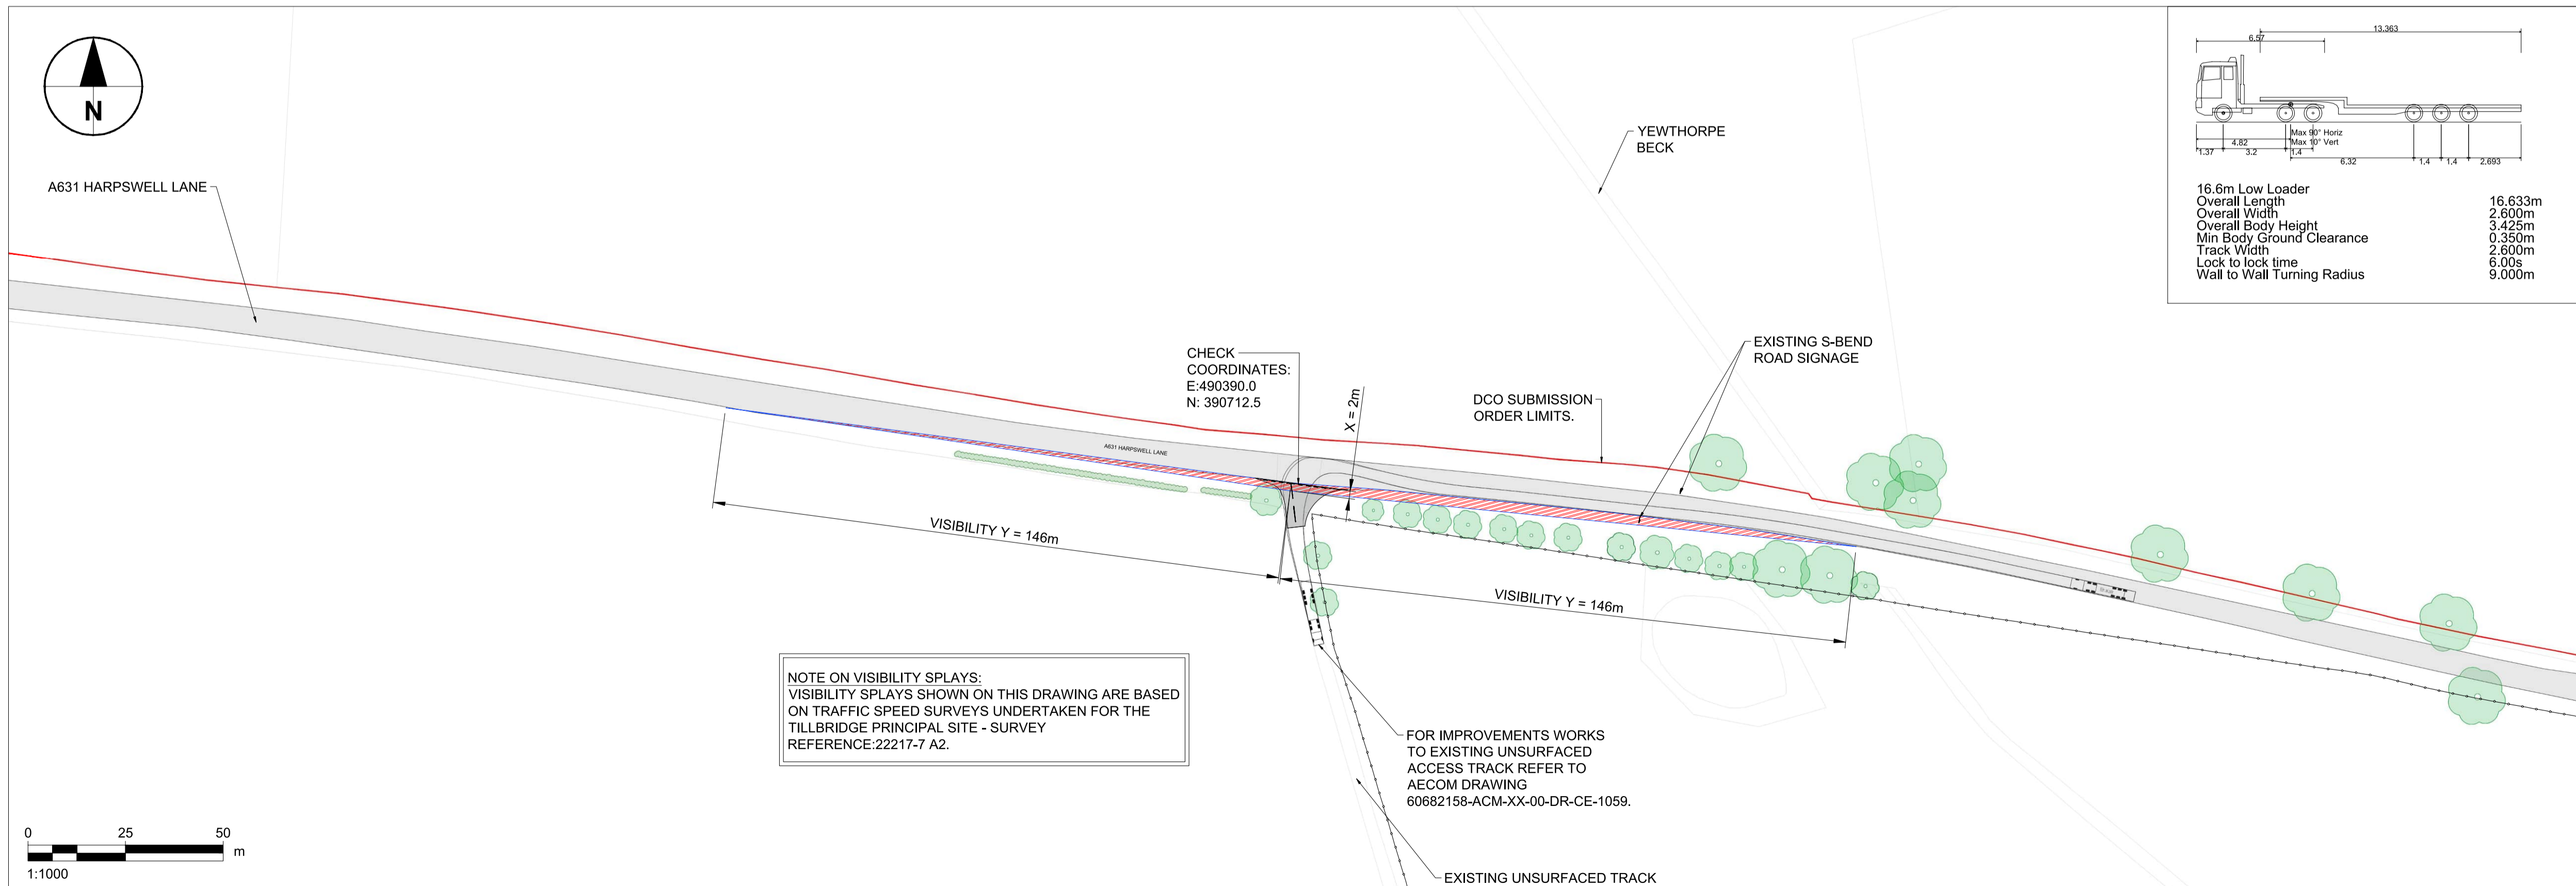 N
A631 HARPSWELL LANE
YEWTHORPE
BECK
13.363
6.57
Max 90° Horiz
Max 10° Vert
4.82
1.37
3.2
1.4
6.32
1.4
1.4
2.693
16.6m Low Loader
Overall Length 16.633m
Overall Width 2.600m
Overall Body Height 3.425m
Min Body Ground Clearance 0.350m
Track Width 2.600m
Lock to lock time 6.00s
Wall to Wall Turning Radius 9.000m
CHECK
COORDINATES:
E:490390.0
N: 390712.5
X = 2m
EXISTING S-BEND
ROAD SIGNAGE
DCO SUBMISSION
ORDER LIMITS.
A631 HARPSWELL LANE
VISIBILITY Y = 146m
VISIBILITY Y = 146m
NOTE ON VISIBILITY SPLAYS:
VISIBILITY SPLAYS SHOWN ON THIS DRAWING ARE BASED
ON TRAFFIC SPEED SURVEYS UNDERTAKEN FOR THE
TILLBRIDGE PRINCIPAL SITE - SURVEY
REFERENCE:22217-7 A2.
FOR IMPROVEMENTS WORKS
TO EXISTING UNSURFACED
ACCESS TRACK REFER TO
AECOM DRAWING
60682158-ACM-XX-00-DR-CE-1059.
EXISTING UNSURFACED TRACK
0 25 50
m
1:1000